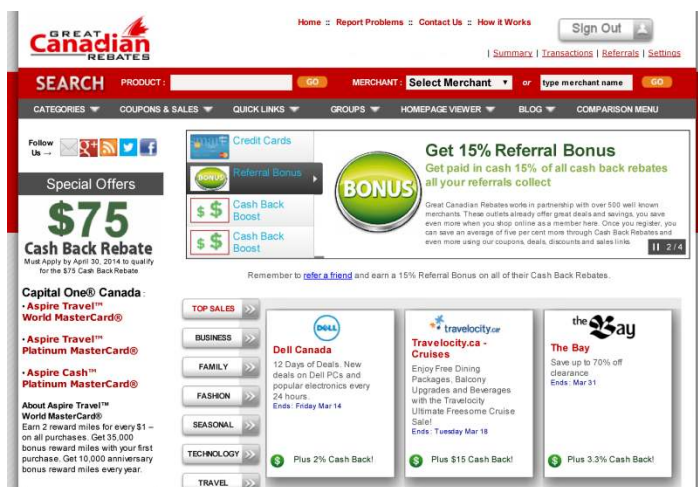 GREAT
Canadian
REBATES
Home :: Report Problems :: Contact Us :: How it Works
Sign Out
| Summary | Transactions | Referrals | Settings
SEARCH PRODUCT : GO MERCHANT : Select Merchant or type merchant name GO
CATEGORIES COUPONS & SALES QUICK LINKS GROUPS HOMEPAGE VIEWER BLOG COMPARISON MENU
Follow
Us →
Special Offers
$75
Cash Back Rebate
Must Apply by April 30, 2014 to qualify
for the $75 Cash Back Rebate
Capital One® Canada :
• Aspire Travel™
World MasterCard®
• Aspire Travel™
Platinum MasterCard®
• Aspire Cash™
Platinum MasterCard®
About Aspire Travel™
World MasterCard®
Earn 2 reward miles for every $1 –
on all purchases. Get 35,000
bonus reward miles with your first
purchase. Get 10,000 anniversary
bonus reward miles every year.
Credit Cards
BONUS
Referral Bonus
$ $
Cash Back
Boost
$ $
Cash Back
Boost
BONUS
Get 15% Referral Bonus
Get paid in cash 15% of all cash back rebates
all your referrals collect
Great Canadian Rebates works in partnership with over 500 well known
merchants. These outlets already offer great deals and savings, you save
even more when you shop online as a member here. Once you register, you
can save an average of five per cent more through Cash Back Rebates and
even more using our coupons, deals, discounts and sales links.
2 / 4
Remember to refer a friend and earn a 15% Referral Bonus on all of their Cash Back Rebates.
TOP SALES
BUSINESS
FAMILY
FASHION
SEASONAL
TECHNOLOGY
TRAVEL
DELL
Dell Canada
12 Days of Deals. New
deals on Dell PCs and
popular electronics every
24 hours.
Ends: Friday Mar 14
$ Plus 2% Cash Back!
travelocity.ca
Travelocity.ca -
Cruises
Enjoy Free Dining
Packages, Balcony
Upgrades and Beverages
with the Travelocity
Ultimate Freesome Cruise
Sale!
Ends: Tuesday Mar 18
$ Plus $15 Cash Back!
the Bay
The Bay
Save up to 70% off
clearance
Ends: Mar 31
$ Plus 3.3% Cash Back!